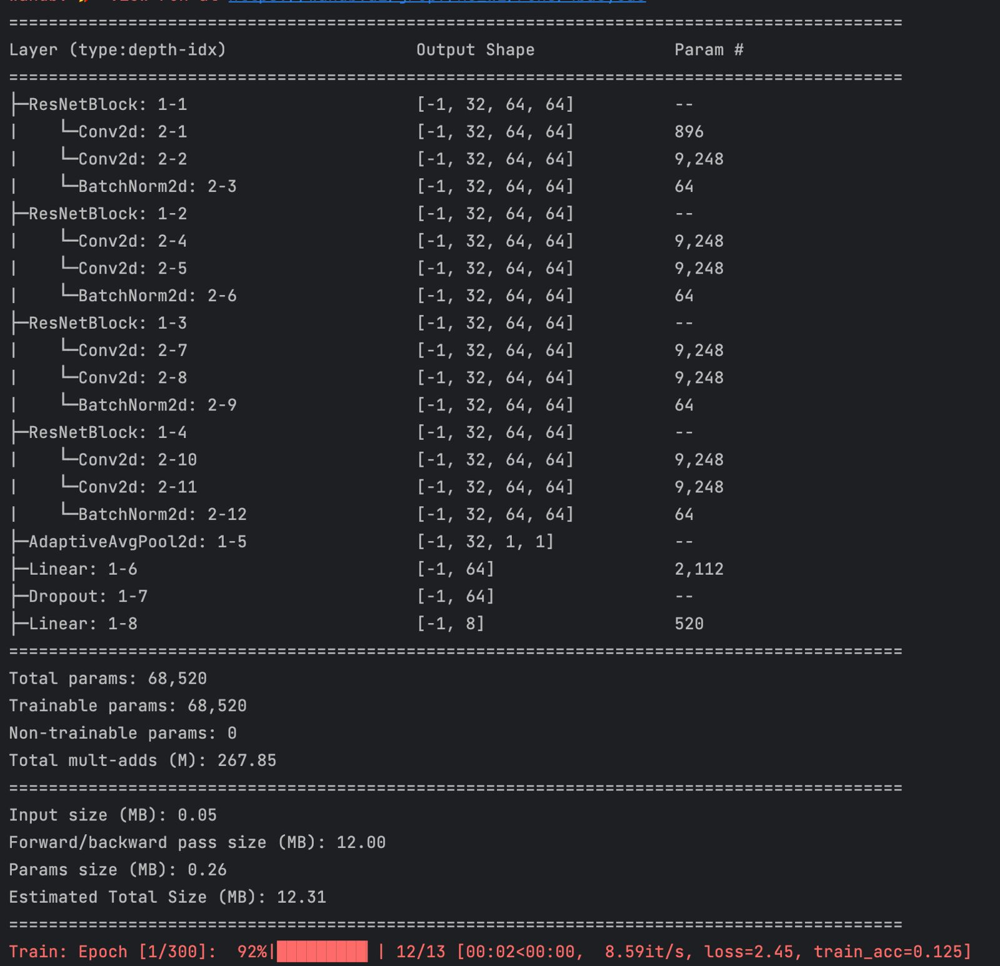 ========================================================================================== 
Layer (type:depth-idx)                   Output Shape              Param #
==========================================================================================
├─ResNetBlock: 1-1                       [-1, 32, 64, 64]          --
|    └─Conv2d: 2-1                       [-1, 32, 64, 64]          896
|    └─Conv2d: 2-2                       [-1, 32, 64, 64]          9,248
|    └─BatchNorm2d: 2-3                  [-1, 32, 64, 64]          64
├─ResNetBlock: 1-2                       [-1, 32, 64, 64]          --
|    └─Conv2d: 2-4                       [-1, 32, 64, 64]          9,248
|    └─Conv2d: 2-5                       [-1, 32, 64, 64]          9,248
|    └─BatchNorm2d: 2-6                  [-1, 32, 64, 64]          64
├─ResNetBlock: 1-3                       [-1, 32, 64, 64]          --
|    └─Conv2d: 2-7                       [-1, 32, 64, 64]          9,248
|    └─Conv2d: 2-8                       [-1, 32, 64, 64]          9,248
|    └─BatchNorm2d: 2-9                  [-1, 32, 64, 64]          64
├─ResNetBlock: 1-4                       [-1, 32, 64, 64]          --
|    └─Conv2d: 2-10                      [-1, 32, 64, 64]          9,248
|    └─Conv2d: 2-11                      [-1, 32, 64, 64]          9,248
|    └─BatchNorm2d: 2-12                 [-1, 32, 64, 64]          64
├─AdaptiveAvgPool2d: 1-5                 [-1, 32, 1, 1]            --
├─Linear: 1-6                            [-1, 64]                  2,112
├─Dropout: 1-7                           [-1, 64]                  --
├─Linear: 1-8                            [-1, 8]                   520
==========================================================================================
Total params: 68,520
Trainable params: 68,520
Non-trainable params: 0
Total mult-adds (M): 267.85
==========================================================================================
Input size (MB): 0.05
Forward/backward pass size (MB): 12.00
Params size (MB): 0.26
Estimated Total Size (MB): 12.31
==========================================================================================
Train: Epoch [1/300]:  92%|█████████▏| 12/13 [00:02<00:00,  8.59it/s, loss=2.45, train_acc=0.125]